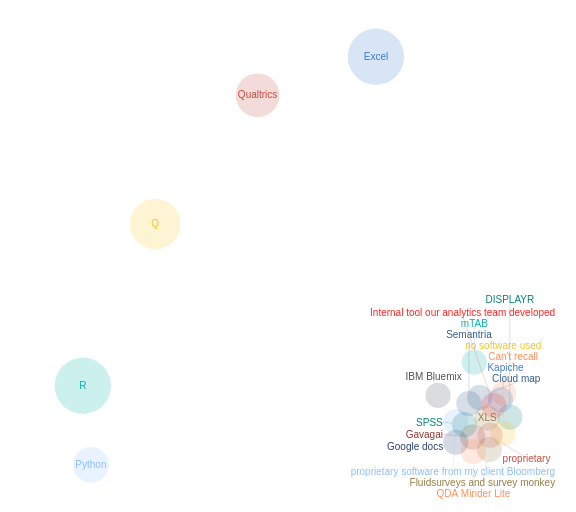 Excel
Qualtrics
Q
DISPLAYR
Internal tool our analytics team developed
mTAB
Semantria
no software used
Can't recall
Kapiche
IBM Bluemix
Cloud map
R
XLS
SPSS
Gavagai
Google docs
proprietary
Python
proprietary software from my client Bloomberg
Fluidsurveys and survey monkey
QDA Minder Lite